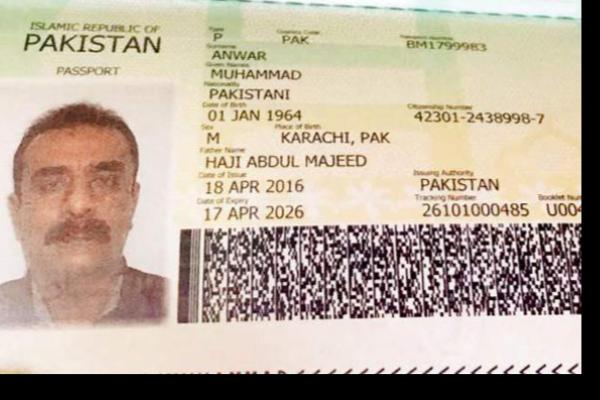 ISLAMIC REPUBLIC OF
PAKISTAN
PASSPORT
Type Country Code Passport Number
P PAK BM1799983
Surname
ANWAR
Given Names
MUHAMMAD
Nationality
PAKISTANI
Date of Birth Citizenship Number
01 JAN 1964 42301-2438998-7
Sex Place of Birth
M KARACHI, PAK
Father Name
HAJI ABDUL MAJEED
Date of Issue Issuing Authority
18 APR 2016 PAKISTAN
Date of Expiry Tracking Number Booklet Nu
17 APR 2026 26101000485 U004